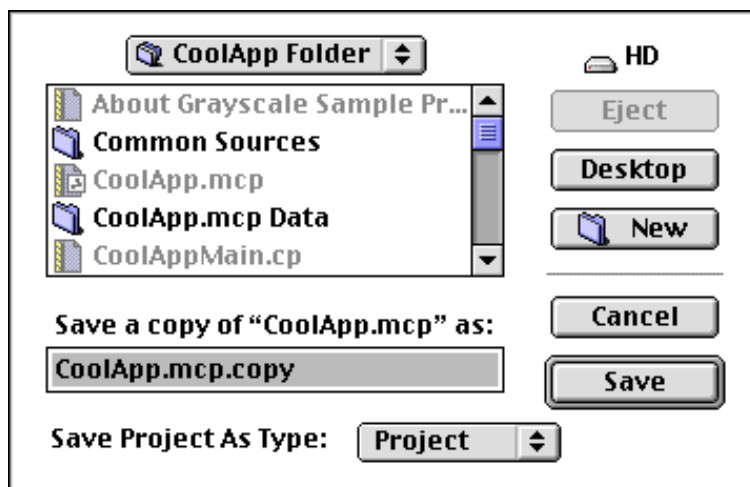 CoolApp Folder
HD
About Grayscale Sample Pr...
Common Sources
CoolApp.mcp
CoolApp.mcp Data
CoolAppMain.cp
Eject
Desktop
New
Save a copy of “CoolApp.mcp” as:
CoolApp.mcp.copy
Cancel
Save
Save Project As Type:
Project